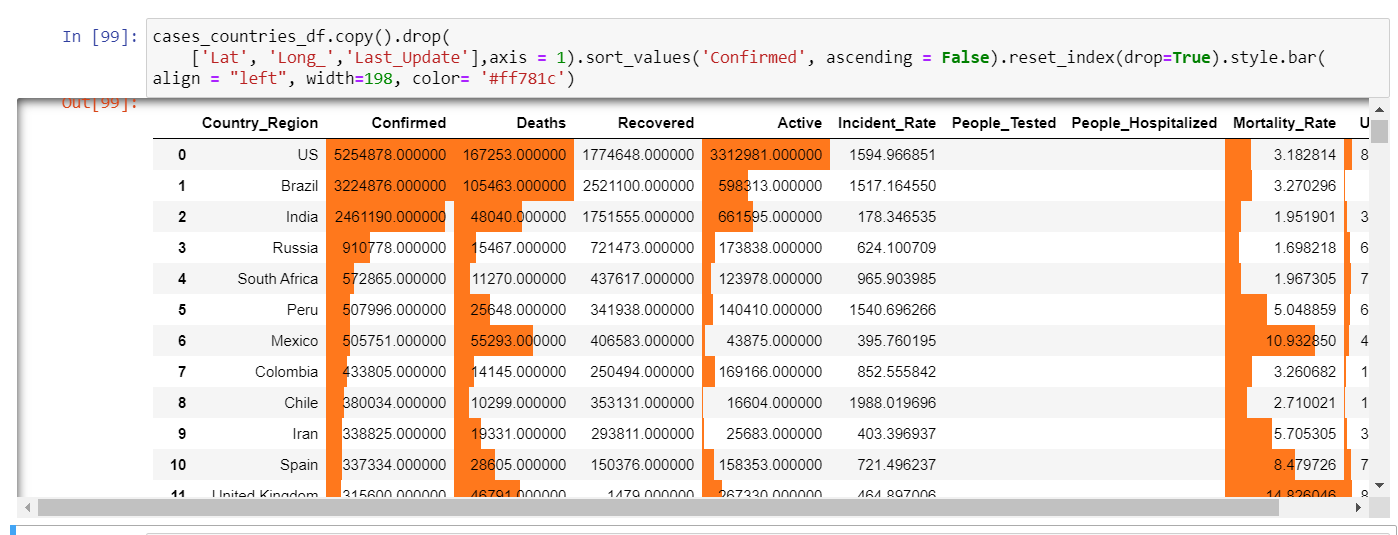 In [99]: cases_countries_df.copy().drop(
['Lat', 'Long_','Last_Update'],axis = 1).sort_values('Confirmed', ascending = False).reset_index(drop=True).style.bar(
align = "left", width=198, color= '#ff781c')
Out[99]:
Country_Region Confirmed Deaths Recovered Active Incident_Rate People_Tested People_Hospitalized Mortality_Rate U
0 US 5254878.000000 167253.000000 1774648.000000 3312981.000000 1594.966851 3.182814 8
1 Brazil 3224876.000000 105463.000000 2521100.000000 598313.000000 1517.164550 3.270296
2 India 2461190.000000 48040.000000 1751555.000000 661595.000000 178.346535 1.951901 3
3 Russia 910778.000000 15467.000000 721473.000000 173838.000000 624.100709 1.698218 6
4 South Africa 572865.000000 11270.000000 437617.000000 123978.000000 965.903985 1.967305 7
5 Peru 507996.000000 25648.000000 341938.000000 140410.000000 1540.696266 5.048859 6
6 Mexico 505751.000000 55293.000000 406583.000000 43875.000000 395.760195 10.932850 4
7 Colombia 433805.000000 14145.000000 250494.000000 169166.000000 852.555842 3.260682 1
8 Chile 380034.000000 10299.000000 353131.000000 16604.000000 1988.019696 2.710021 1
9 Iran 338825.000000 19331.000000 293811.000000 25683.000000 403.396937 5.705305 3
10 Spain 337334.000000 28605.000000 150376.000000 158353.000000 721.496237 8.479726 7
11 United Kingdom 315600.000000 46791.000000 1479.000000 267330.000000 464.897006 14.826046 8